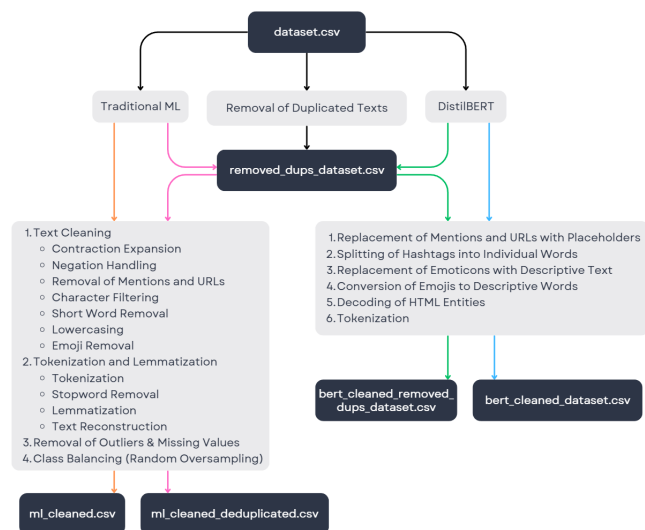 dataset.csv
Traditional ML
Removal of Duplicated Texts
DistilBERT
removed_dups_dataset.csv
1. Text Cleaning
Contraction Expansion
Negation Handling
Removal of Mentions and URLs
Character Filtering
Short Word Removal
Lowercasing
Emoji Removal
2. Tokenization and Lemmatization
Tokenization
Stopword Removal
Lemmatization
Text Reconstruction
3. Removal of Outliers & Missing Values
4. Class Balancing (Random Oversampling)
1. Replacement of Mentions and URLs with Placeholders
2. Splitting of Hashtags into Individual Words
3. Replacement of Emoticons with Descriptive Text
4. Conversion of Emojis to Descriptive Words
5. Decoding of HTML Entities
6. Tokenization
bert_cleaned_removed_
dups_dataset.csv
bert_cleaned_dataset.csv
ml_cleaned.csv
ml_cleaned_deduplicated.csv